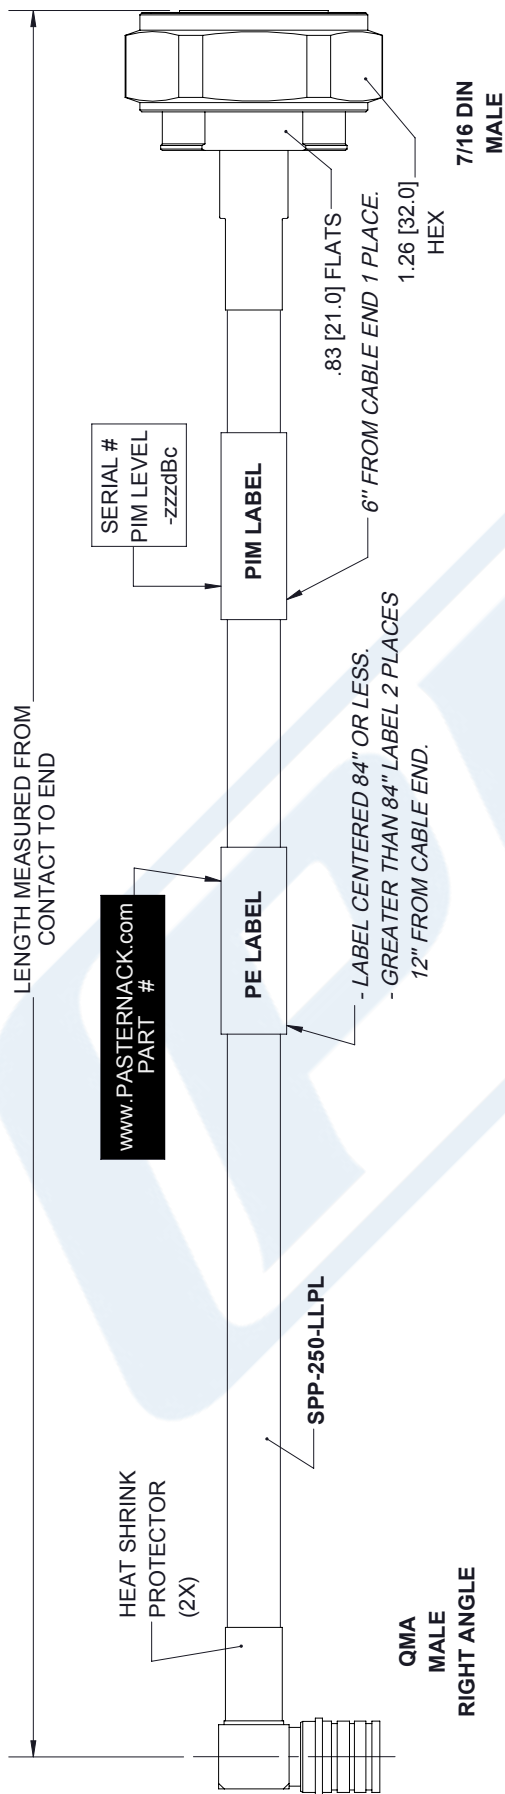 LENGTH MEASURED FROM
CONTACT TO END
HEAT SHRINK
PROTECTOR
(2X)
www.PASTERNACK.com
PART #
SERIAL #
PIM LEVEL
-zzzdBc
PE LABEL
PIM LABEL
SPP-250-LLPL
- LABEL CENTERED 84" OR LESS.
- GREATER THAN 84" LABEL 2 PLACES
12" FROM CABLE END.
.83 [21.0] FLATS
6" FROM CABLE END 1 PLACE.
1.26 [32.0]
HEX
QMA
MALE
RIGHT ANGLE
7/16 DIN
MALE